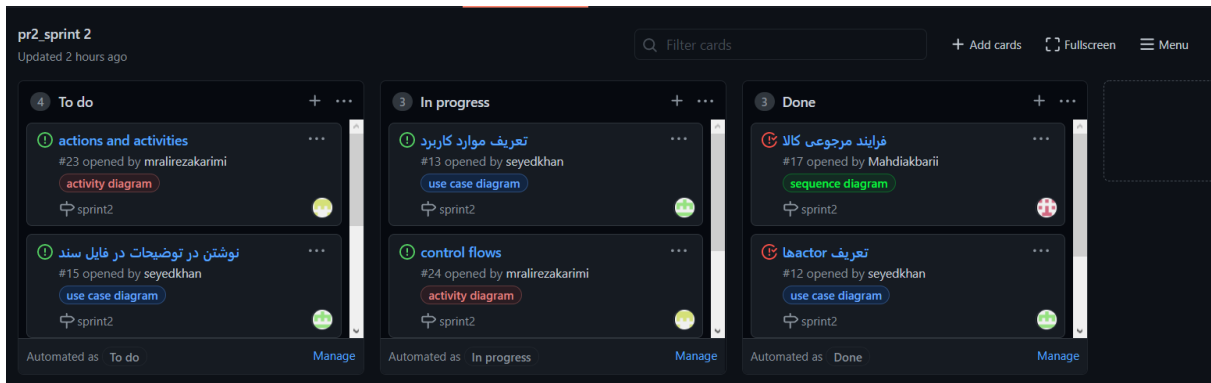 pr2_sprint 2
Updated 2 hours ago
Filter cards
Add cards
Fullscreen
Menu
4 To do
actions and activities
#23 opened by mralirezakarimi
activity diagram
sprint2
نوشتن در توضیحات در فایل سند
#15 opened by seyedkhan
use case diagram
sprint2
Automated as To do
Manage
3 In progress
تعریف موارد کاربرد
#13 opened by seyedkhan
use case diagram
sprint2
control flows
#24 opened by mralirezakarimi
activity diagram
sprint2
Automated as In progress
Manage
3 Done
فرایند مرجوعی کالا
#17 opened by Mahdiakbarii
sequence diagram
sprint2
تعریف actorها
#12 opened by seyedkhan
use case diagram
sprint2
Automated as Done
Manage